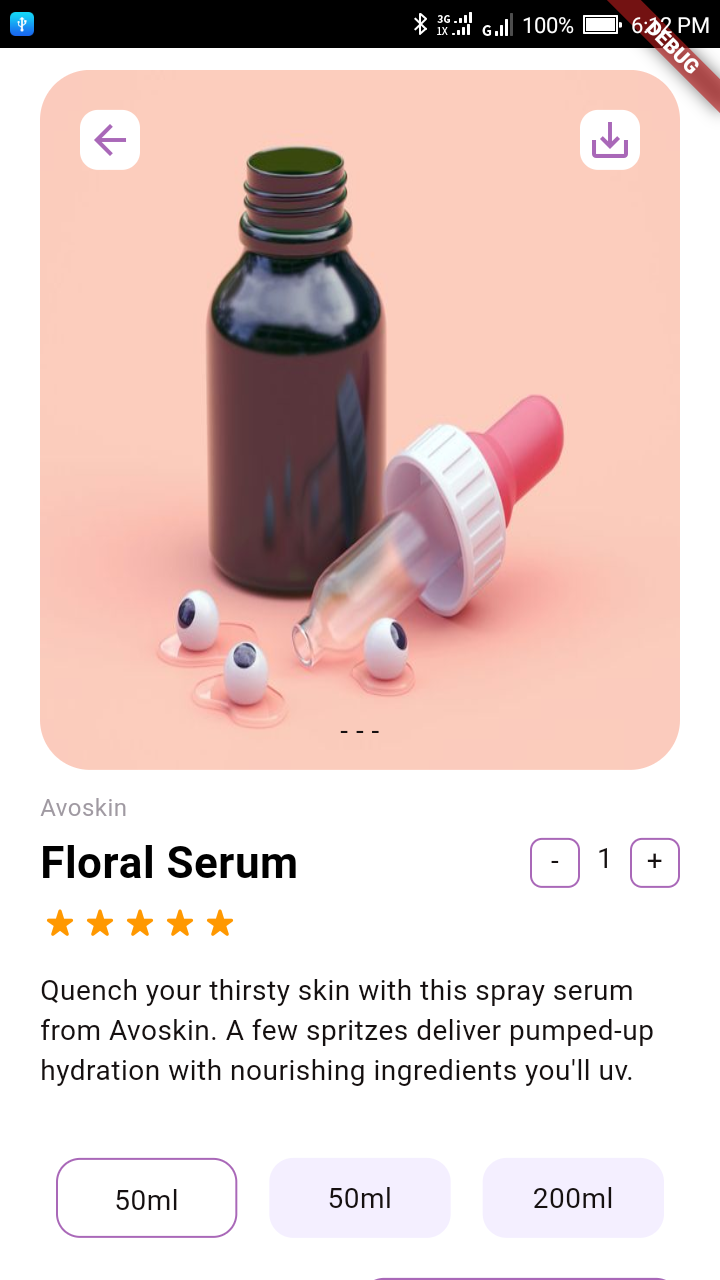 3G
1X
G
100%
6:12 PM
DEBUG
- - -
Avoskin
Floral Serum
- 1 +
Quench your thirsty skin with this spray serum
from Avoskin. A few spritzes deliver pumped-up
hydration with nourishing ingredients you'll uv.
50ml 50ml 200ml